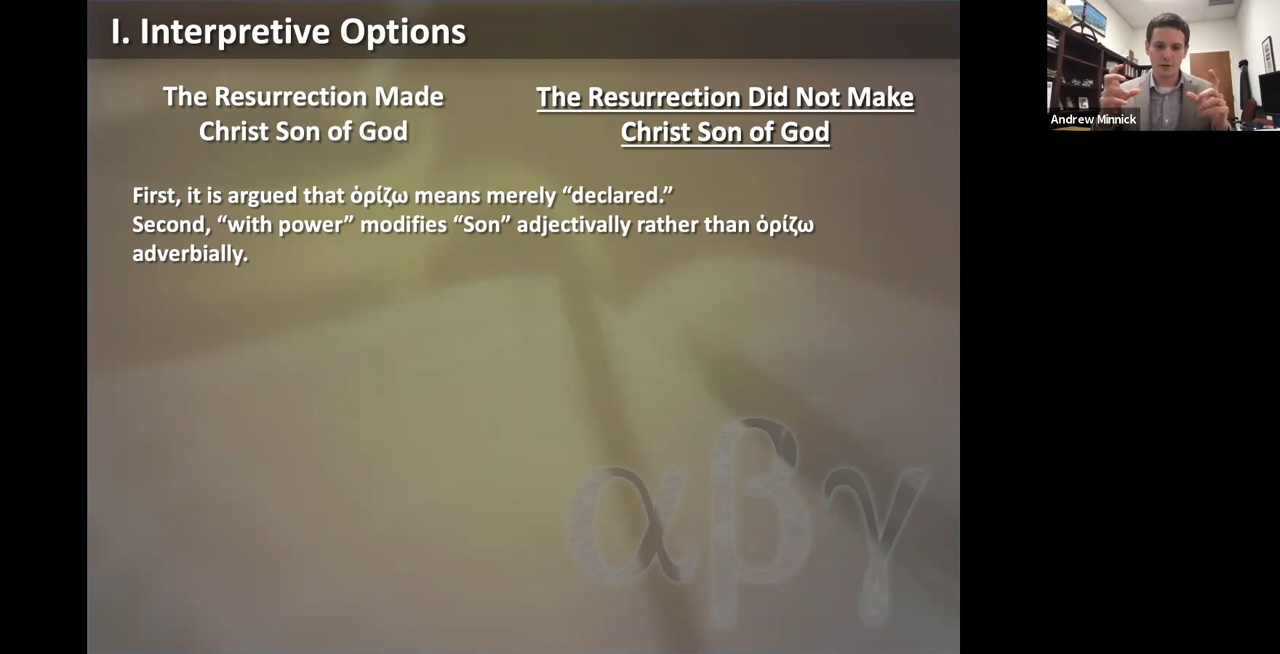 I. Interpretive Options
The Resurrection Made
Christ Son of God
The Resurrection Did Not Make
Christ Son of God
First, it is argued that ὁρίζω means merely “declared.”
Second, “with power” modifies “Son” adjectivally rather than ὁρίζω
adverbially.
αβγ
Andrew Minnick